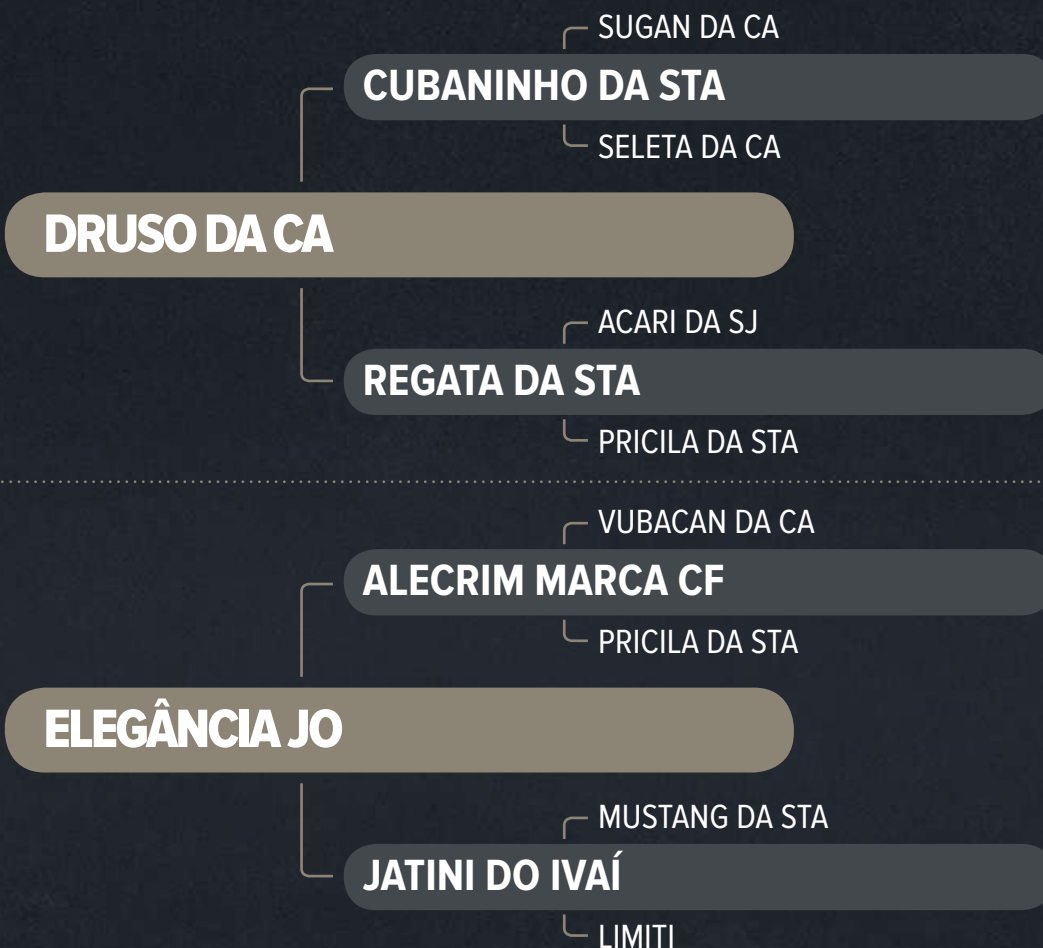 SUGAN DA CA
CUBANINHO DA STA
SELETA DA CA
DRUSO DA CA
ACARI DA SJ
REGATA DA STA
PRICILA DA STA
VUBACAN DA CA
ALECRIM MARCA CF
PRICILA DA STA
ELEGÂNCIA JO
MUSTANG DA STA
JATINI DO IVAÍ
LIMITI